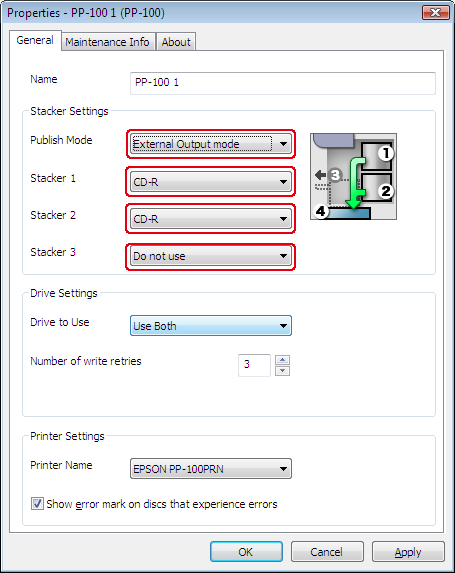 Properties - PP-100 1 (PP-100)
General Maintenance Info About
Name PP-100 1
Stacker Settings
Publish Mode External Output mode
Stacker 1 CD-R
Stacker 2 CD-R
Stacker 3 Do not use
1
3
2
4
Drive Settings
Drive to Use Use Both
Number of write retries 3
Printer Settings
Printer Name EPSON PP-100PRN
Show error mark on discs that experience errors
OK Cancel Apply